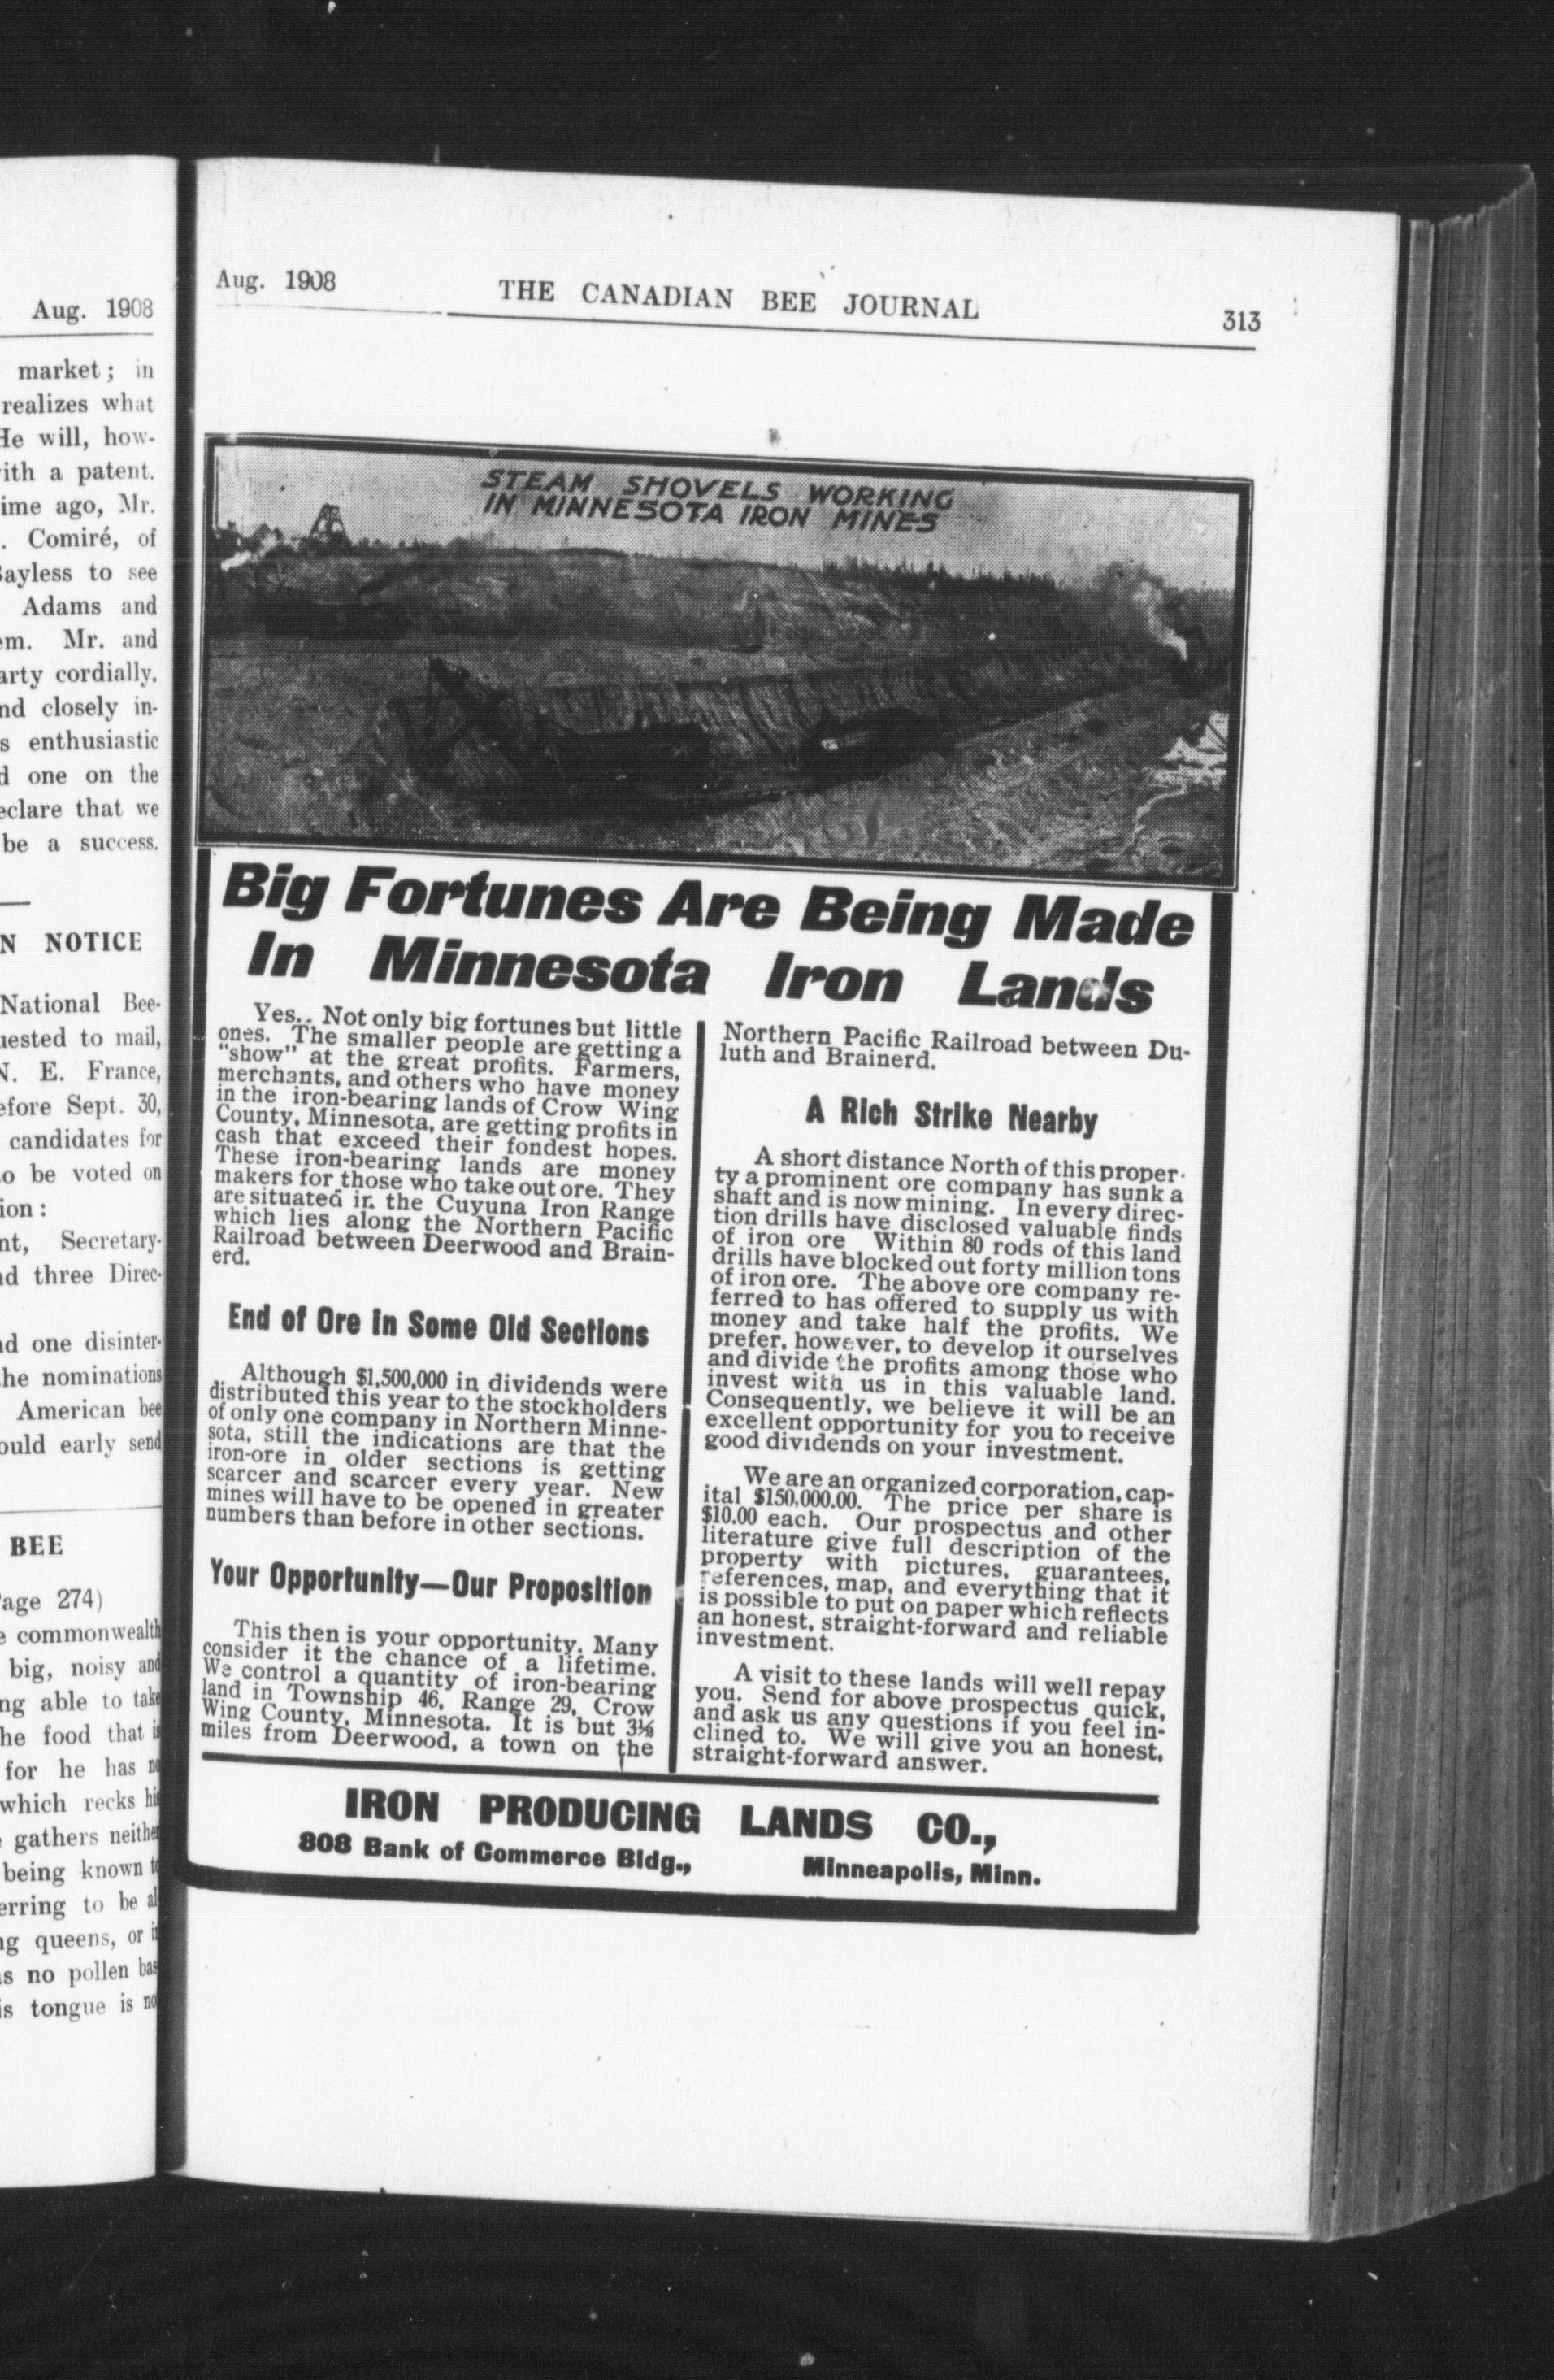 Aug. 1908
market; in
realizes what
He will, how-
with a patent.
time ago, Mr.
. Comiré, of
Bayless to see
Adams and
em. Mr. and
arty cordially.
nd closely in-
s enthusiastic
d one on the
eclare that we
be a success.
N NOTICE
National Bee-
uested to mail,
N. E. France,
efore Sept. 30,
candidates for
to be voted on
ion:
nt, Secretary-
nd three Direc-
nd one disinter-
the nominations
American bee
ould early send
BEE
Page 274)
e commonwealth
big, noisy and
ng able to take
he food that is
for he has no
which recks his
gathers neither
being known to
erring to be al
ng queens, or i
s no pollen bas
is tongue is no
Aug. 1908 THE CANADIAN BEE JOURNAL 313
STEAM SHOVELS WORKING
IN MINNESOTA IRON MINES
Big Fortunes Are Being Made
In Minnesota Iron Lands
Yes. Not only big fortunes but little
ones. The smaller people are getting a
"show" at the great profits. Farmers,
merchants, and others who have money
in the iron-bearing lands of Crow Wing
County, Minnesota, are getting profits in
cash that exceed their fondest hopes.
These iron-bearing lands are money
makers for those who take out ore. They
are situated in the Cuyuna Iron Range
which lies along the Northern Pacific
Railroad between Deerwood and Brain-
erd.
End of Ore in Some Old Sections
Although $1,500,000 in dividends were
distributed this year to the stockholders
of only one company in Northern Minne-
sota, still the indications are that the
iron-ore in older sections is getting
scarcer and scarcer every year. New
mines will have to be opened in greater
numbers than before in other sections.
Your Opportunity—Our Proposition
This then is your opportunity. Many
consider it the chance of a lifetime.
We control a quantity of iron-bearing
land in Township 46, Range 29, Crow
Wing County, Minnesota. It is but 3½
miles from Deerwood, a town on the
Northern Pacific Railroad between Du-
luth and Brainerd.
A Rich Strike Nearby
A short distance North of this proper-
ty a prominent ore company has sunk a
shaft and is now mining. In every direc-
tion drills have disclosed valuable finds
of iron ore Within 80 rods of this land
drills have blocked out forty million tons
of iron ore. The above ore company re-
ferred to has offered to supply us with
money and take half the profits. We
prefer, however, to develop it ourselves
and divide the profits among those who
invest with us in this valuable land.
Consequently, we believe it will be an
excellent opportunity for you to receive
good dividends on your investment.
We are an organized corporation, cap-
ital $150,000.00. The price per share is
$10.00 each. Our prospectus and other
literature give full description of the
property with pictures, guarantees,
references, map, and everything that it
is possible to put on paper which reflects
an honest, straight-forward and reliable
investment.
A visit to these lands will well repay
you. Send for above prospectus quick,
and ask us any questions if you feel in-
clined to. We will give you an honest,
straight-forward answer.
IRON PRODUCING LANDS CO.,
808 Bank of Commerce Bldg., Minneapolis, Minn.